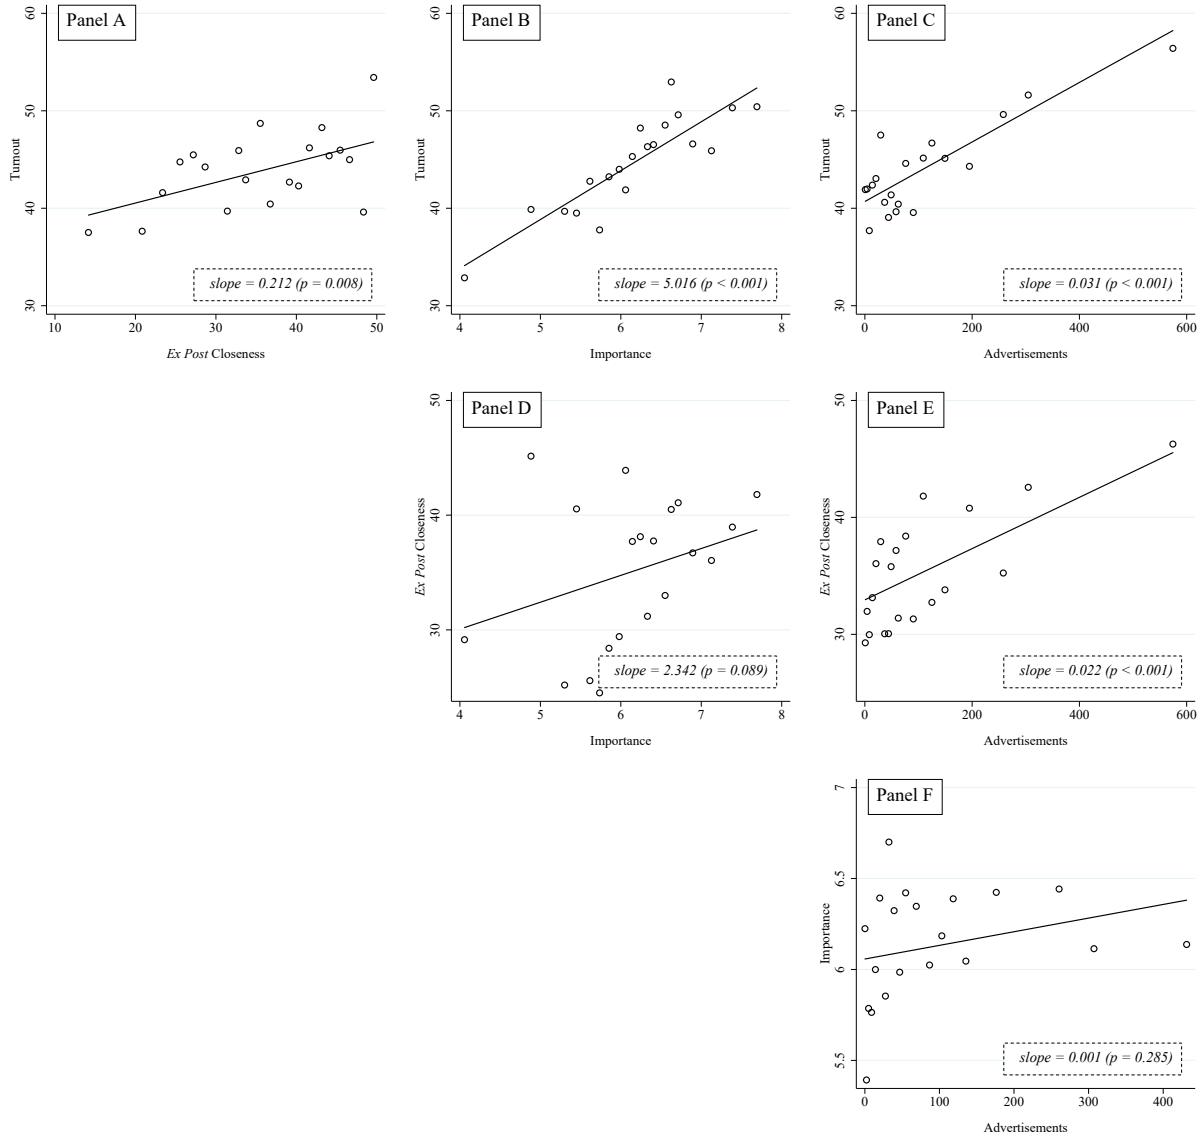 Panel A
Turnout
60
50
40
30
10 20 30 40 50
Ex Post Closeness
slope = 0.212 (p = 0.008)
Panel B
Turnout
60
50
40
30
4 5 6 7 8
Importance
slope = 5.016 (p < 0.001)
Panel C
Turnout
60
50
40
30
0 200 400 600
Advertisements
slope = 0.031 (p < 0.001)
Panel D
Ex Post Closeness
50
40
30
4 5 6 7 8
Importance
slope = 2.342 (p = 0.089)
Panel E
Ex Post Closeness
50
40
30
0 200 400 600
Advertisements
slope = 0.022 (p < 0.001)
Panel F
Importance
7
6.5
6
5.5
0 100 200 300 400
Advertisements
slope = 0.001 (p = 0.285)